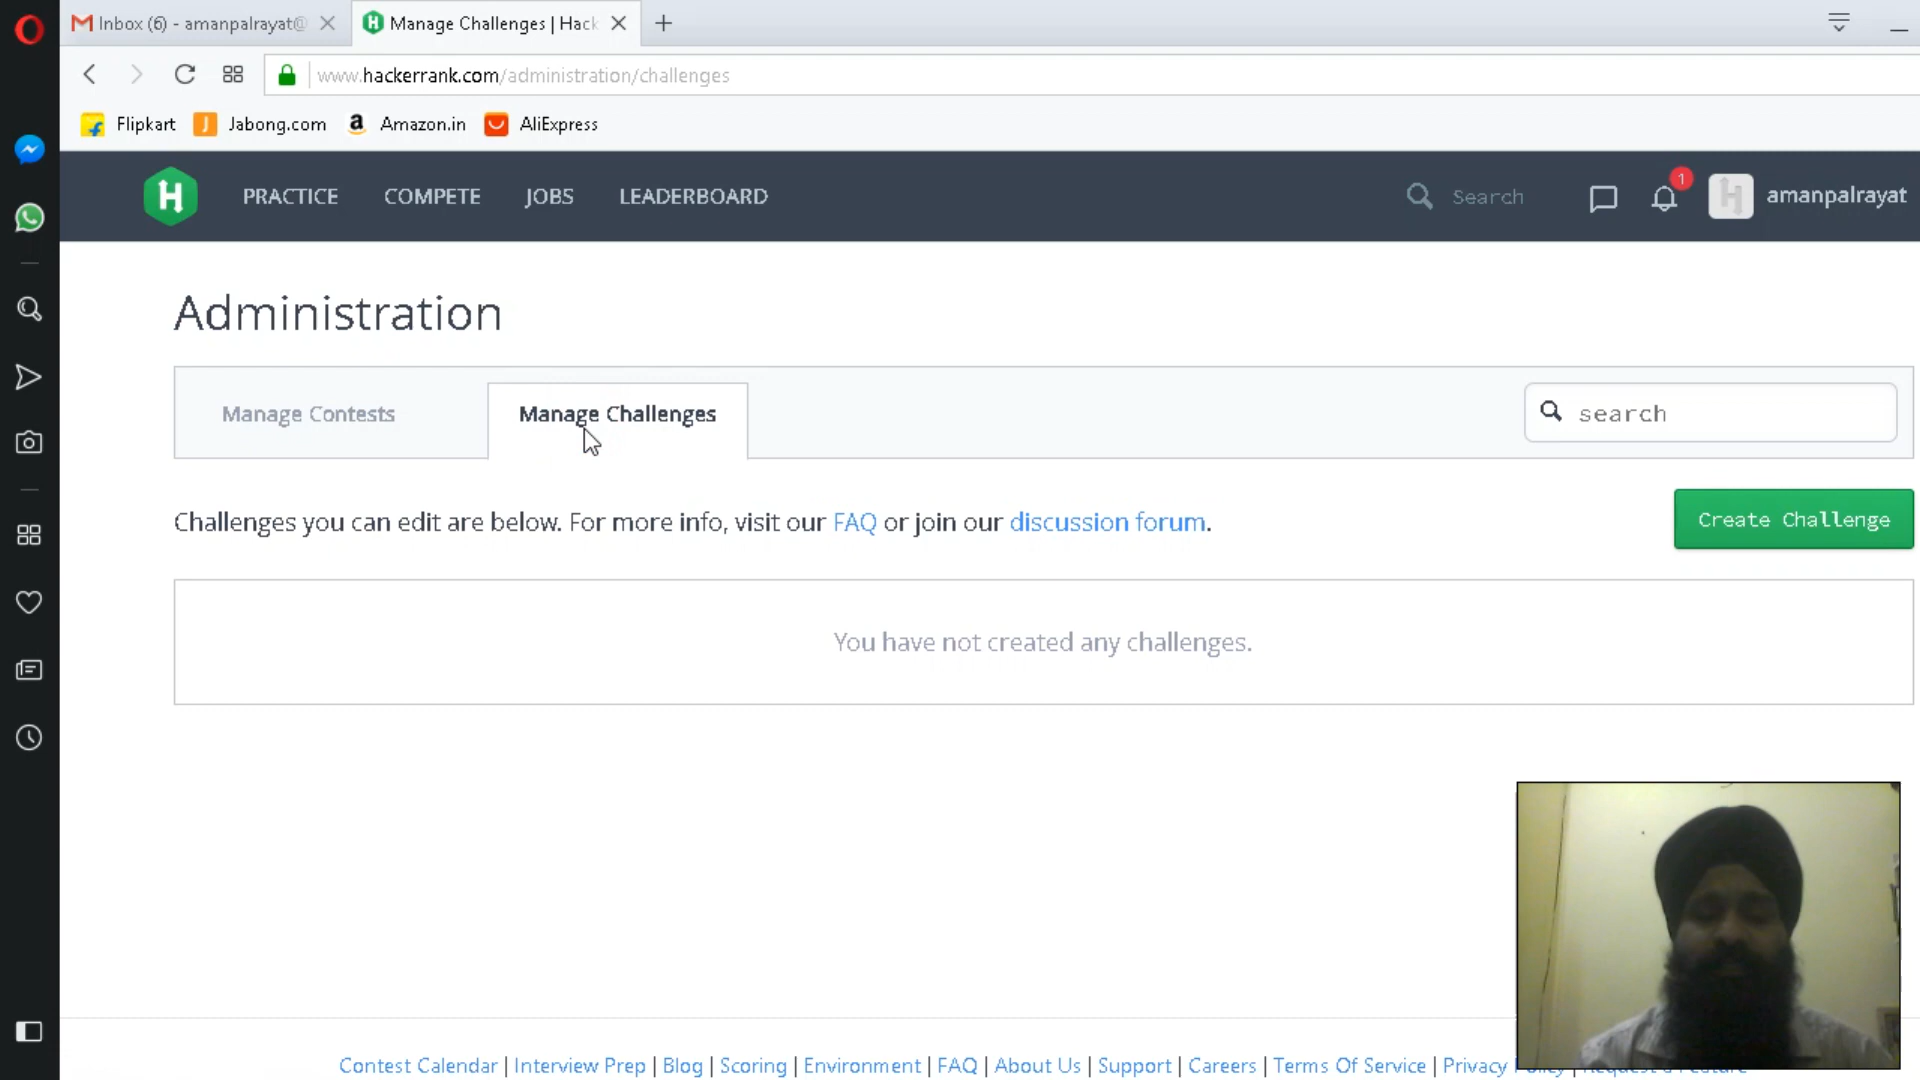 Inbox (6) - amanpalrayat@
Manage Challenges | Hack
www.hackerrank.com/administration/challenges
Flipkart
Jabong.com
Amazon.in
AliExpress
PRACTICE
COMPETE
JOBS
LEADERBOARD
Search
1
amanpalrayat
Administration
Manage Contests
Manage Challenges
search
Challenges you can edit are below. For more info, visit our FAQ or join our discussion forum.
Create Challenge
You have not created any challenges.
Contest Calendar | Interview Prep | Blog | Scoring | Environment | FAQ | About Us | Support | Careers | Terms Of Service | Privacy